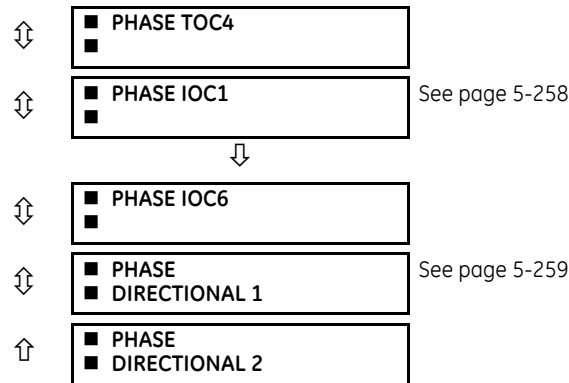 ■ PHASE TOC4
■
■ PHASE IOC1
■
See page 5-258
■ PHASE IOC6
■
■ PHASE
■ DIRECTIONAL 1
See page 5-259
■ PHASE
■ DIRECTIONAL 2